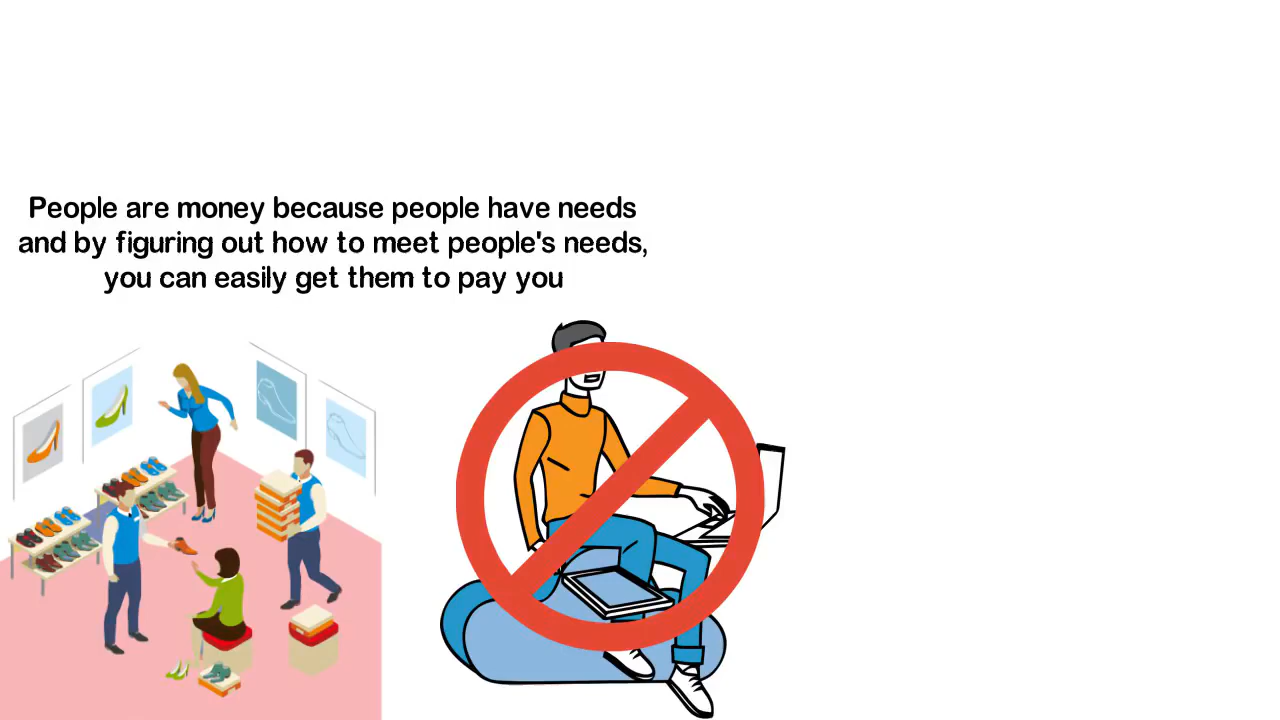 People are money because people have needs
and by figuring out how to meet people's needs,
you can easily get them to pay you